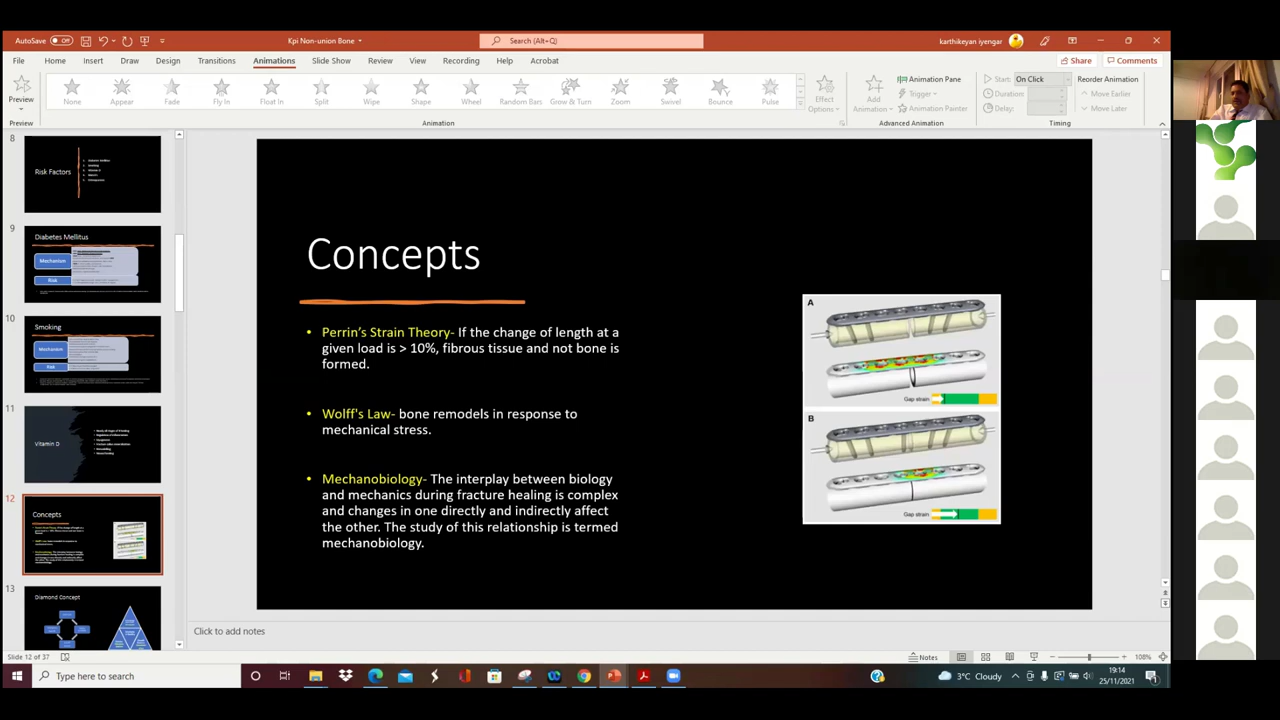 AutoSave Off
Kpi Non-union Bone
Search (Alt+Q)
karthikeyan iyengar
File Home Insert Draw Design Transitions Animations Slide Show Review View Recording Help Acrobat
Share Comments
Preview
None Appear Fade Fly In Float In Split Wipe Shape Wheel Random Bars Grow & Turn Zoom Swivel Bounce Pulse
Effect Options
Add Animation
Animation Pane
Trigger
Animation Painter
Start: On Click
Duration:
Delay:
Reorder Animation
Move Earlier
Move Later
Preview Animation Advanced Animation Timing
8
Risk Factors
9
Diabetes Mellitus
Mechanism
Risk
10
Smoking
Mechanism
Risk
11
Vitamin D
12
Concepts
13
Diamond Concept
Concepts
• Perrin's Strain Theory- If the change of length at a
given load is > 10%, fibrous tissue and not bone is
formed.
• Wolff's Law- bone remodels in response to
mechanical stress.
• Mechanobiology- The interplay between biology
and mechanics during fracture healing is complex
and changes in one directly and indirectly affect
the other. The study of this relationship is termed
mechanobiology.
A
Gap strain
B
Gap strain
Click to add notes
Slide 12 of 37
Notes
108%
Type here to search
3°C Cloudy
19:14
25/11/2021